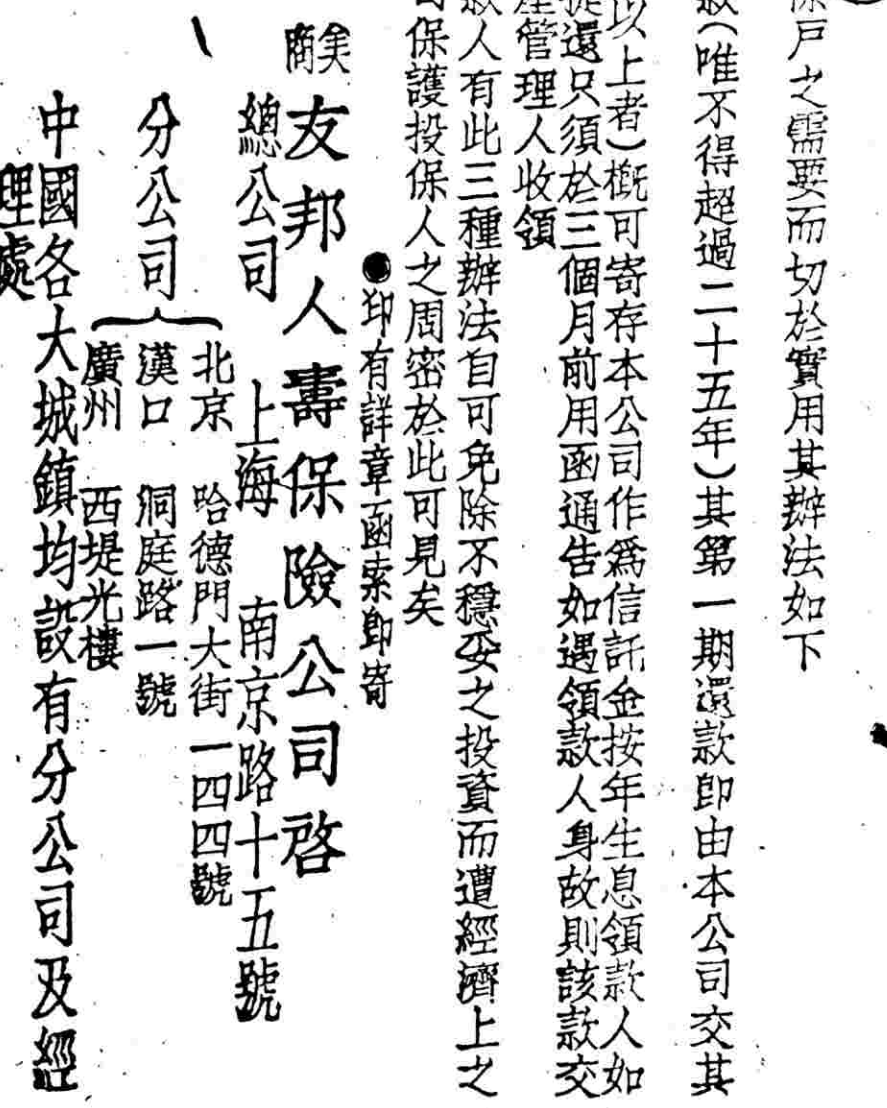 戶之需要而切於實用其辦法如下
款(唯不得超過二十五年)其第一期還款即由本公司交其
以上者)概可寄存本公司作爲信託金按年生息領款人如
還只須於三個月前用函通告如遇領款人身故則該款交
管理人收領
款人有此三種辦法自可免除不穩妥之投資而遭經濟上之
保護投保人之周密於此可見矣
●印有詳章函索即寄
美商
友邦人壽保險公司啓
總公司 上海 南京路十五號
分公司
北京 哈德門大街一四四號
漢口 洞庭路一號
廣州 西堤光樓
中國各大城鎮均設有分公司及經
理處